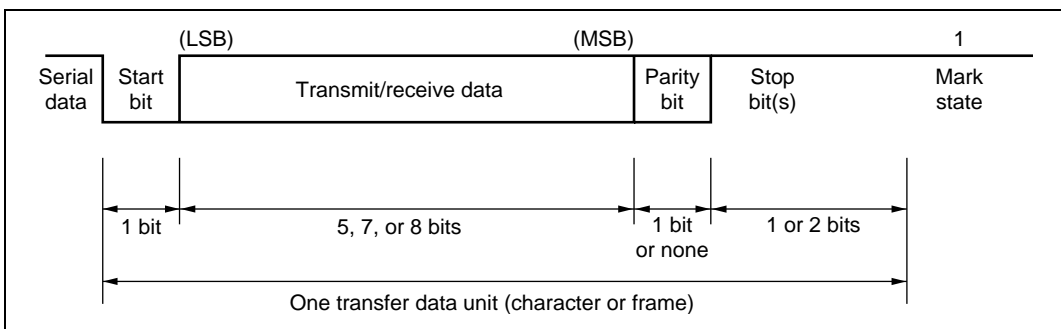 (LSB) (MSB) 1
Serial data
Start bit
Transmit/receive data
Parity bit
Stop bit(s)
Mark state
1 bit
5, 7, or 8 bits
1 bit or none
1 or 2 bits
One transfer data unit (character or frame)